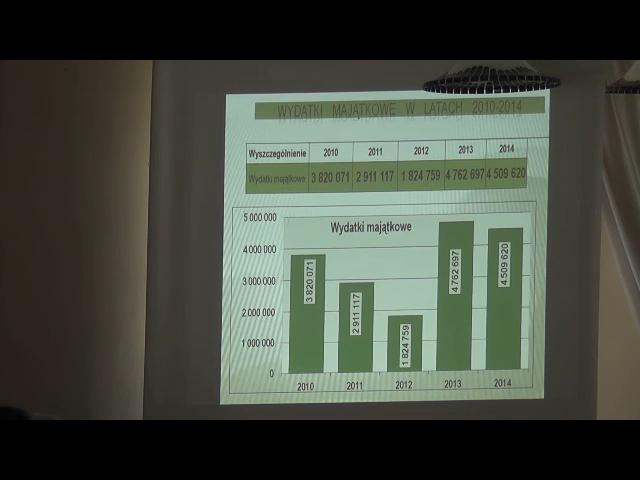 WYDATKI MAJĄTKOWE W LATACH 2010-2014
Wyszczególnienie 2010 2011 2012 2013 2014
Wydatki majątkowe 3 820 071 2 911 117 1 824 759 4 762 697 4 509 620
Wydatki majątkowe
5 000 000
4 000 000
3 000 000
2 000 000
1 000 000
0
3 820 071
2 911 117
1 824 759
4 762 697
4 509 620
2010 2011 2012 2013 2014